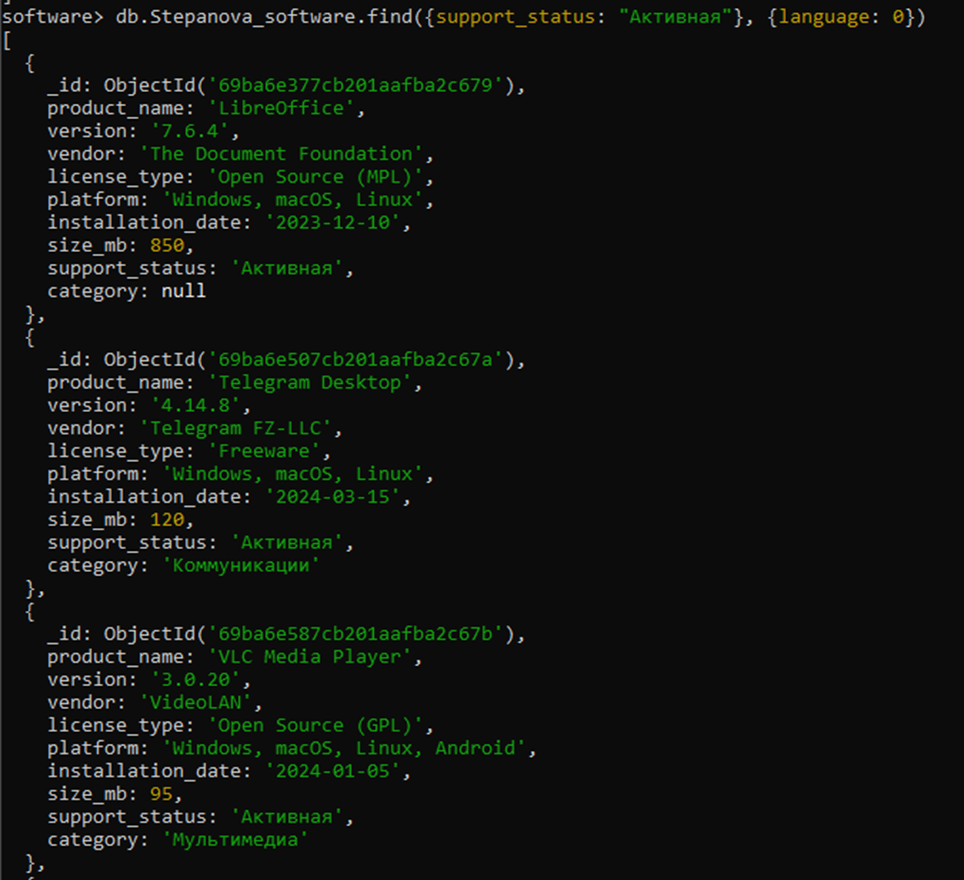 software> db.Stepanova_software.find({support_status: "Активная"}, {language: 0})
[
  {
    _id: ObjectId('69ba6e377cb201aafba2c679'),
    product_name: 'LibreOffice',
    version: '7.6.4',
    vendor: 'The Document Foundation',
    license_type: 'Open Source (MPL)',
    platform: 'Windows, macOS, Linux',
    installation_date: '2023-12-10',
    size_mb: 850,
    support_status: 'Активная',
    category: null
  },
  {
    _id: ObjectId('69ba6e507cb201aafba2c67a'),
    product_name: 'Telegram Desktop',
    version: '4.14.8',
    vendor: 'Telegram FZ-LLC',
    license_type: 'Freeware',
    platform: 'Windows, macOS, Linux',
    installation_date: '2024-03-15',
    size_mb: 120,
    support_status: 'Активная',
    category: 'Коммуникации'
  },
  {
    _id: ObjectId('69ba6e587cb201aafba2c67b'),
    product_name: 'VLC Media Player',
    version: '3.0.20',
    vendor: 'VideoLAN',
    license_type: 'Open Source (GPL)',
    platform: 'Windows, macOS, Linux, Android',
    installation_date: '2024-01-05',
    size_mb: 95,
    support_status: 'Активная',
    category: 'Мультимедиа'
  },